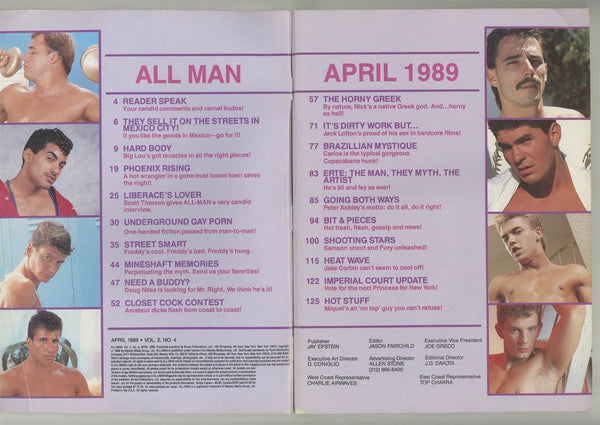 ALL MAN
4 READER SPEAK
Your candid comments and carnal kudos!
6 THEY SELL IT ON THE STREETS IN
MEXICO CITY!
If you like the goods in Mexico—go for it!
9 HARD BODY
Big Lou's got muscles in all the right places!
19 PHOENIX RISING
A hot wrangler in a gone-bust boom town saves
the night!
25 LIBERACE'S LOVER
Scott Thorson gives ALL-MAN a very candid
interview.
30 UNDERGROUND GAY PORN
One-handed fiction passed from man-to-man!
35 STREET SMART
Freddy's cool. Freddy's bad. Freddy's hung.
44 MINESHAFT MEMORIES
Perpetuating the myth. Send us your favorites!
47 NEED A BUDDY?
Doug Niles is looking for Mr. Right. We think he's it!
52 CLOSET COCK CONTEST
Amateur dicks flash from coast to coast!
APRIL 1989 • VOL. 2, NO. 4
APRIL 1989
57 THE HORNY GREEK
By nature, Nick's a native Greek god. And...horny
as hell!
71 IT'S DIRTY WORK BUT...
Jack Lofton's proud of his sex in hardcore films!
77 BRAZILLIAN MYSTIQUE
Carlos is the typical gorgeous
Copacabana hunk!
83 ERTE: THE MAN, THEY MYTH, THE
ARTIST
He's 95 and fey as ever!
85 GOING BOTH WAYS
Peter Ashley's motto: do it all, do it right!
94 BIT & PIECES
Hot trash, flash, gossip and news!
100 SHOOTING STARS
Samson uncut and Fury unleashed!
115 HEAT WAVE
Jake Corbin can't seem to cool off!
122 IMPERIAL COURT UPDATE
Vote for the next Princess for New York!
125 HOT STUFF
Miguel's an 'on top' guy you can't refuse!
Publisher
JAY EPSTEIN
Editor
JASON FAIRCHILD
Executive Vice President
JOE GRECO
Executive Art Director
D. CONIGLIO
Advertising Director
ALLEN STONE
(212) 966-8400
Editorial Director
J.D. DAKOTA
West Coast Representative
CHARLIE AIRWAVES
East Coast Representative
TOP CHAKRA